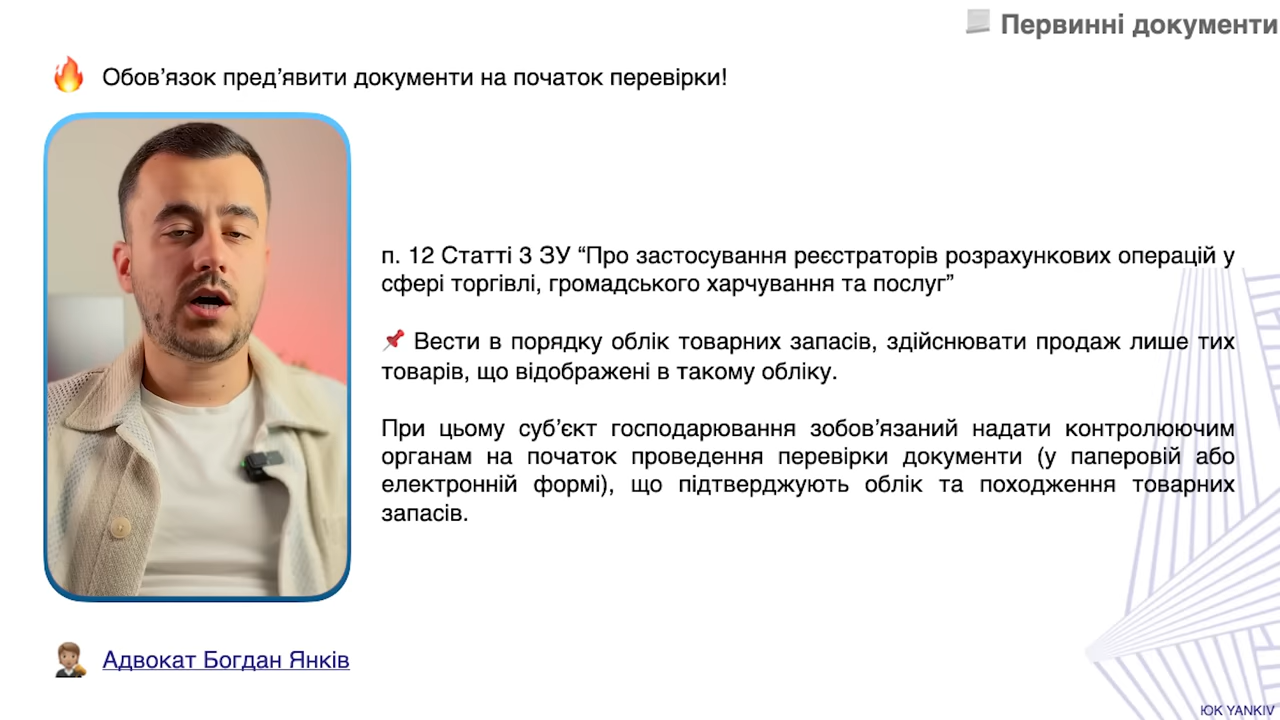 Первинні документи
Обов’язок пред’явити документи на початок перевірки!
п. 12 Статті 3 ЗУ “Про застосування реєстраторів розрахункових операцій у
сфері торгівлі, громадського харчування та послуг”
Вести в порядку облік товарних запасів, здійснювати продаж лише тих
товарів, що відображені в такому обліку.
При цьому суб’єкт господарювання зобов’язаний надати контролюючим
органам на початок проведення перевірки документи (у паперовій або
електронній формі), що підтверджують облік та походження товарних
запасів.
Адвокат Богдан Янків
ЮК YANKIV